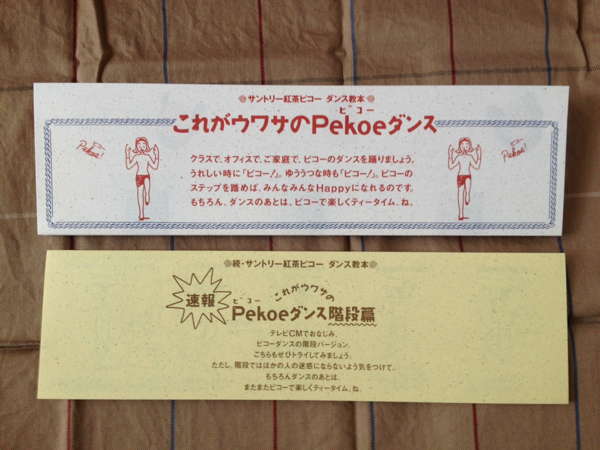 サントリー紅茶ピコー ダンス教本
ピコー
これがウワサのPekoeダンス
Pekoe!
Pekoe!
クラスで、オフィスで、ご家庭で、ピコーのダンスを踊りましょう。
うれしい時に「ピコー!」。ゆううつな時も「ピコー!」。ピコーの
ステップを踏めば、みんなみんなHappyになれるのです。
もちろん、ダンスのあとは、ピコーで楽しくティータイム、ね。
続・サントリー紅茶ピコー ダンス教本
速報
これがウワサの
ピコー
Pekoeダンス階段篇
テレビCMでおなじみ、
ピコーダンスの階段バージョン。
こちらもぜひトライしてみましょう。
ただし、階段ではほかの人の迷惑にならないよう気をつけて。
もちろんダンスのあとは、
またまたピコーで楽しくティータイム、ね。